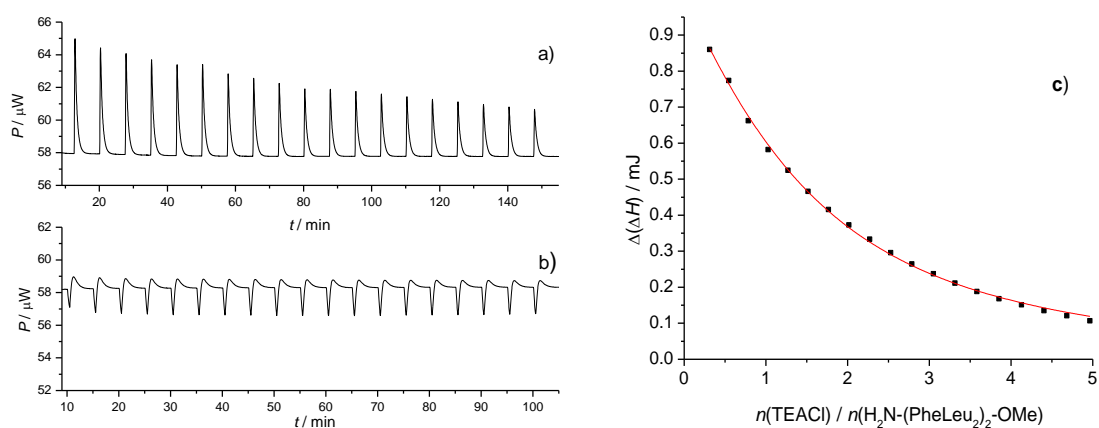 a)
66
64
62
60
58
56
P / μW
20 40 60 80 100 120 140
t / min
b)
62
60
58
56
54
52
P / μW
10 20 30 40 50 60 70 80 90 100
t / min
c)
0.9
0.8
0.7
0.6
0.5
0.4
0.3
0.2
0.1
0.0
Δ(ΔH) / mJ
0 1 2 3 4 5
n(TEACl) / n(H₂N-(PheLeu₂)₂-OMe)